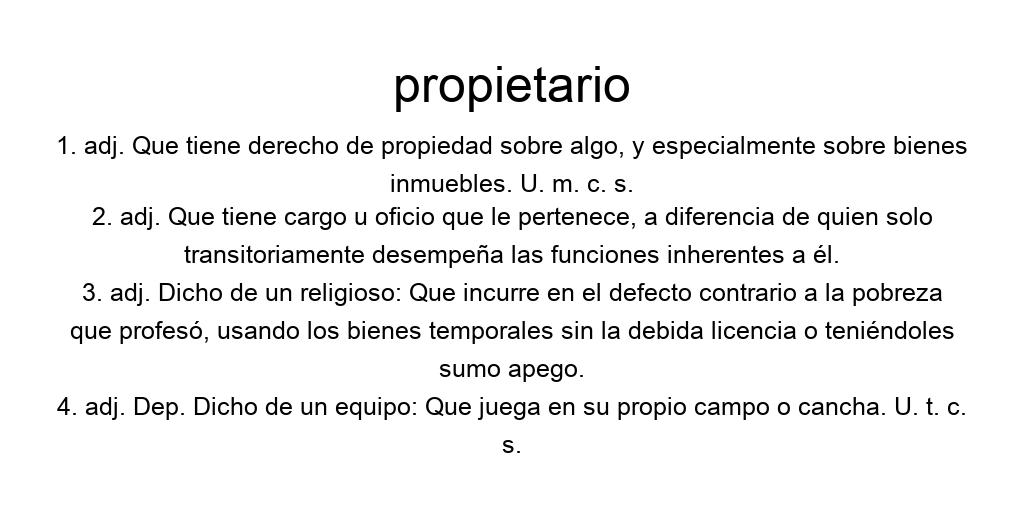 propietario
1. adj. Que tiene derecho de propiedad sobre algo, y especialmente sobre bienes
inmuebles. U. m. c. s.
2. adj. Que tiene cargo u oficio que le pertenece, a diferencia de quien solo
transitoriamente desempeña las funciones inherentes a él.
3. adj. Dicho de un religioso: Que incurre en el defecto contrario a la pobreza
que profesó, usando los bienes temporales sin la debida licencia o teniéndoles
sumo apego.
4. adj. Dep. Dicho de un equipo: Que juega en su propio campo o cancha. U. t. c.
s.